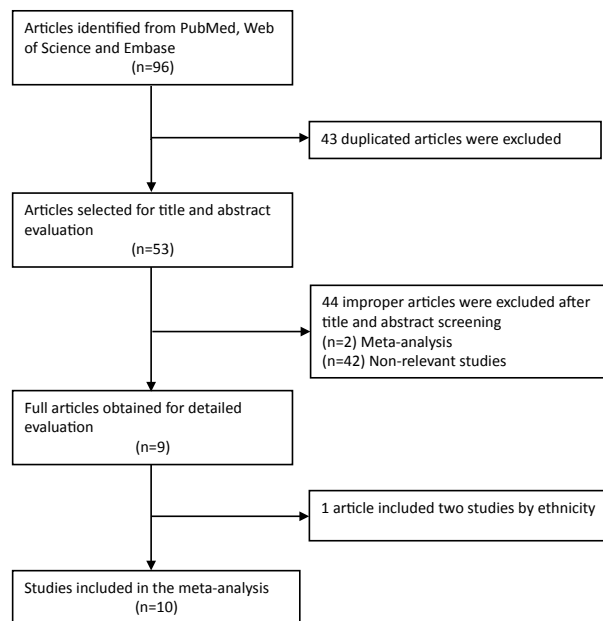 Articles identified from PubMed, Web
of Science and Embase
(n=96)
43 duplicated articles were excluded
Articles selected for title and abstract
evaluation
(n=53)
44 improper articles were excluded after
title and abstract screening
(n=2) Meta-analysis
(n=42) Non-relevant studies
Full articles obtained for detailed
evaluation
(n=9)
1 article included two studies by ethnicity
Studies included in the meta-analysis
(n=10)